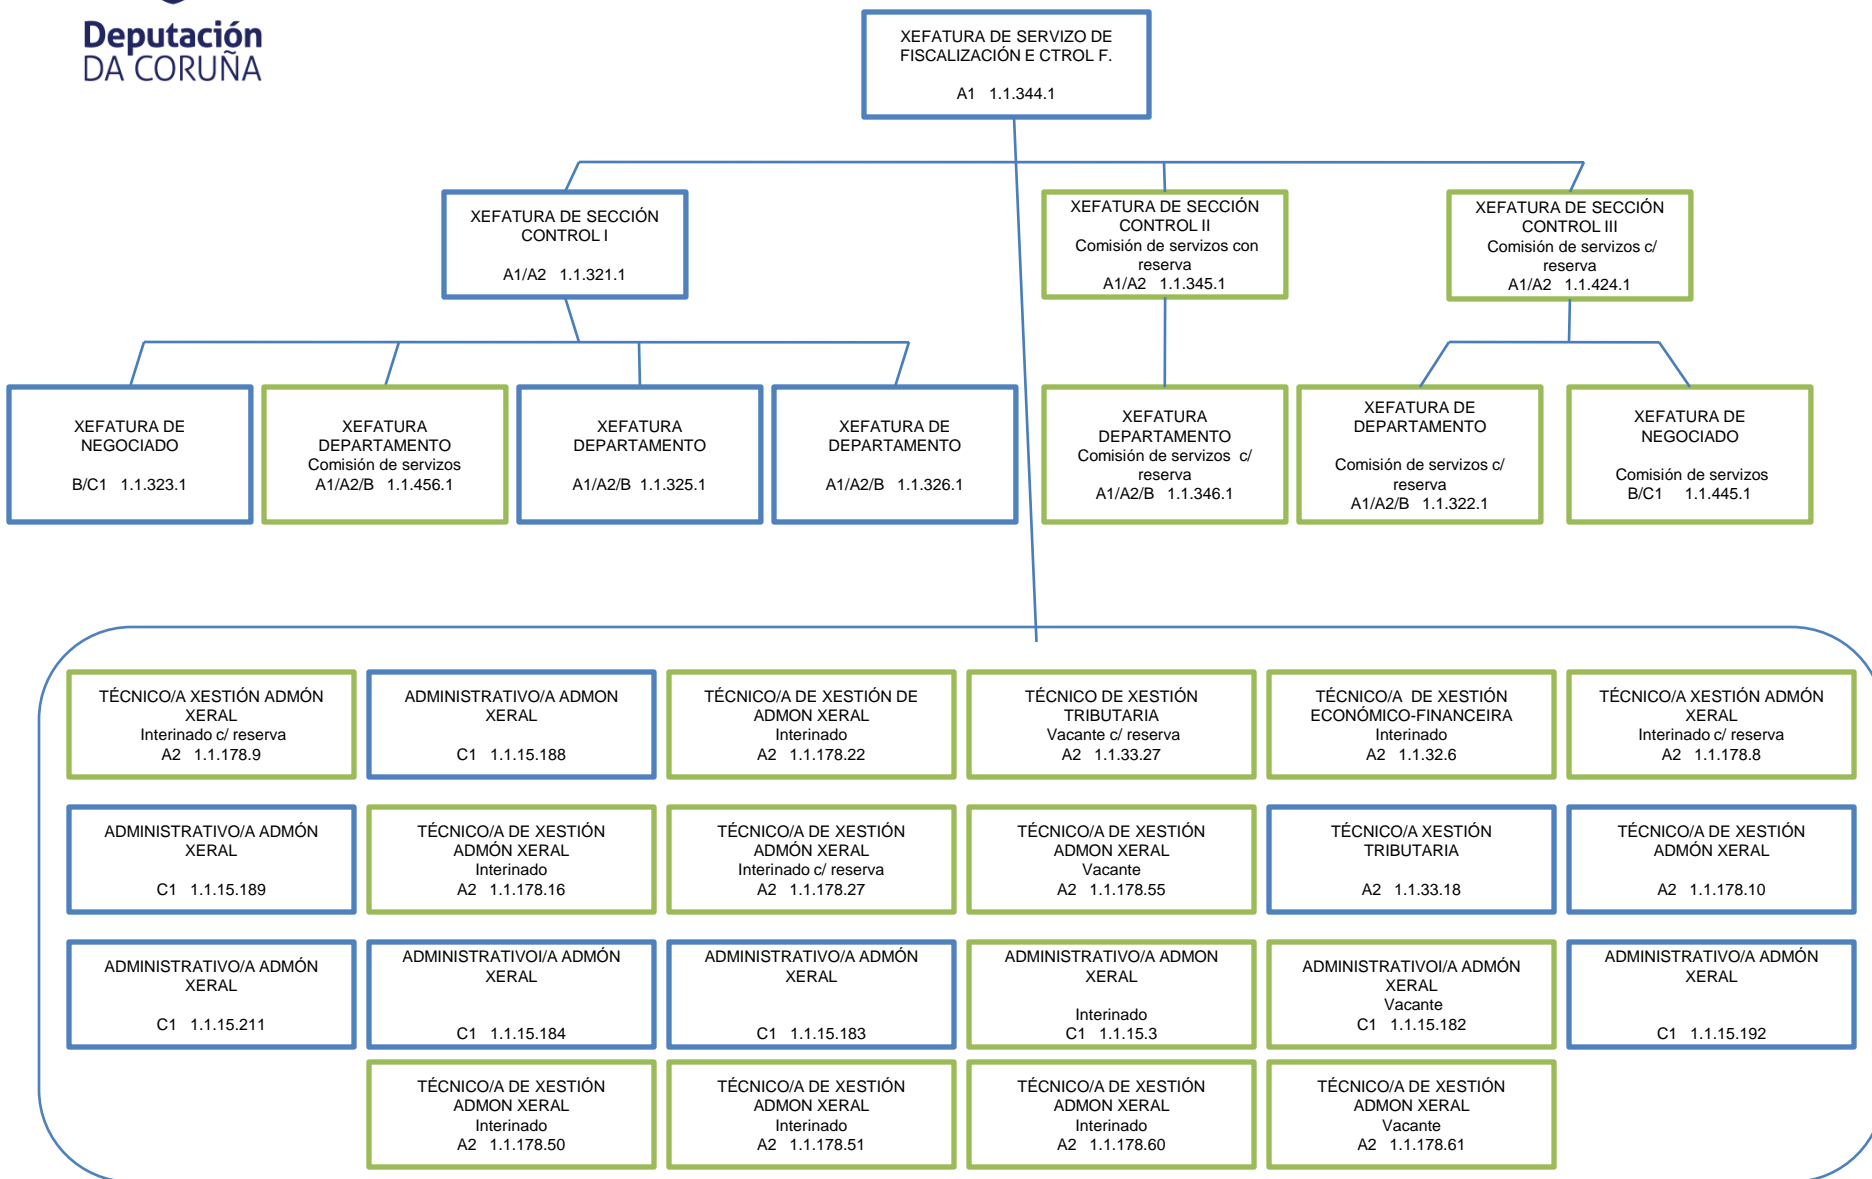 Deputación
DA CORUÑA
XEFATURA DE SERVIZO DE
FISCALIZACIÓN E CTROL F.
A1 1.1.344.1
XEFATURA DE SECCIÓN
CONTROL I
A1/A2 1.1.321.1
XEFATURA DE SECCIÓN
CONTROL II
Comisión de servizos con
reserva
A1/A2 1.1.345.1
XEFATURA DE SECCIÓN
CONTROL III
Comisión de servizos c/
reserva
A1/A2 1.1.424.1
XEFATURA DE
NEGOCIADO
B/C1 1.1.323.1
XEFATURA
DEPARTAMENTO
Comisión de servizos
A1/A2/B 1.1.456.1
XEFATURA
DEPARTAMENTO
A1/A2/B 1.1.325.1
XEFATURA DE
DEPARTAMENTO
A1/A2/B 1.1.326.1
XEFATURA
DEPARTAMENTO
Comisión de servizos c/
reserva
A1/A2/B 1.1.346.1
XEFATURA DE
DEPARTAMENTO
Comisión de servizos c/
reserva
A1/A2/B 1.1.322.1
XEFATURA DE
NEGOCIADO
Comisión de servizos
B/C1 1.1.445.1
TÉCNICO/A XESTIÓN ADMÓN
XERAL
Interinado c/ reserva
A2 1.1.178.9
ADMINISTRATIVO/A ADMON
XERAL
C1 1.1.15.188
TÉCNICO/A DE XESTIÓN DE
ADMON XERAL
Interinado
A2 1.1.178.22
TÉCNICO DE XESTIÓN
TRIBUTARIA
Vacante c/ reserva
A2 1.1.33.27
TÉCNICO/A DE XESTIÓN
ECONÓMICO-FINANCEIRA
Interinado
A2 1.1.32.6
TÉCNICO/A XESTIÓN ADMÓN
XERAL
Interinado c/ reserva
A2 1.1.178.8
ADMINISTRATIVO/A ADMÓN
XERAL
C1 1.1.15.189
TÉCNICO/A DE XESTIÓN
ADMÓN XERAL
Interinado
A2 1.1.178.16
TÉCNICO/A DE XESTIÓN
ADMÓN XERAL
Interinado c/ reserva
A2 1.1.178.27
TÉCNICO/A DE XESTIÓN
ADMON XERAL
Vacante
A2 1.1.178.55
TÉCNICO/A XESTIÓN
TRIBUTARIA
A2 1.1.33.18
TÉCNICO/A DE XESTIÓN
ADMÓN XERAL
A2 1.1.178.10
ADMINISTRATIVO/A ADMÓN
XERAL
C1 1.1.15.211
ADMINISTRATIVOI/A ADMÓN
XERAL
C1 1.1.15.184
ADMINISTRATIVO/A ADMÓN
XERAL
C1 1.1.15.183
ADMINISTRATIVO/A ADMON
XERAL
Interinado
C1 1.1.15.3
ADMINISTRATIVOI/A ADMÓN
XERAL
Vacante
C1 1.1.15.182
ADMINISTRATIVO/A ADMÓN
XERAL
C1 1.1.15.192
TÉCNICO/A DE XESTIÓN
ADMON XERAL
Interinado
A2 1.1.178.50
TÉCNICO/A DE XESTIÓN
ADMON XERAL
Interinado
A2 1.1.178.51
TÉCNICO/A DE XESTIÓN
ADMON XERAL
Interinado
A2 1.1.178.60
TÉCNICO/A DE XESTIÓN
ADMON XERAL
Vacante
A2 1.1.178.61